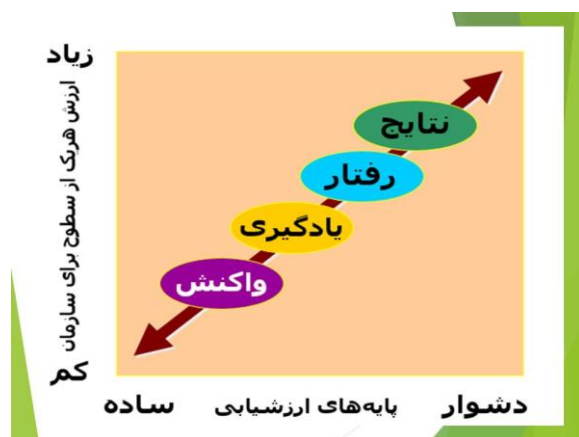 زیاد
ارزش هریک از سطوح برای سازمان
نتایج
رفتار
یادگیری
واکنش
کم
دشوار
پایه‌های ارزشیابی
ساده